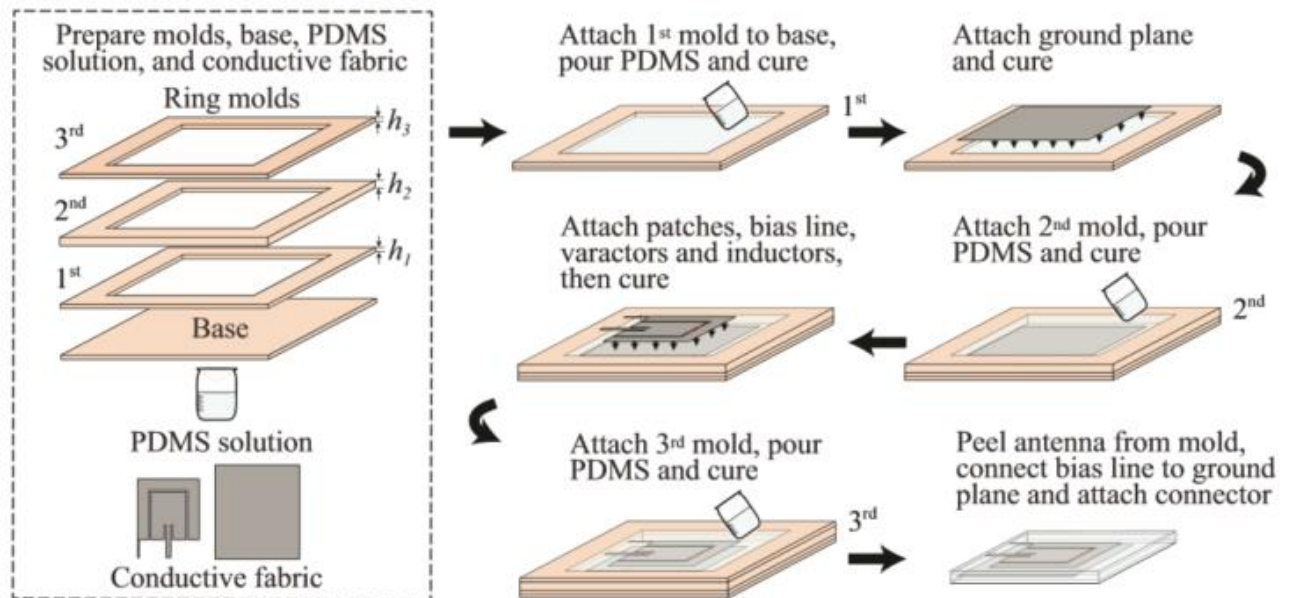 Prepare molds, base, PDMS
solution, and conductive fabric
Ring molds
3rd
h3
2nd
h2
1st
h1
Base
PDMS solution
Conductive fabric
Attach 1st mold to base,
pour PDMS and cure
1st
Attach ground plane
and cure
Attach 2nd mold, pour
PDMS and cure
2nd
Attach patches, bias line,
varactors and inductors,
then cure
Attach 3rd mold, pour
PDMS and cure
3rd
Peel antenna from mold,
connect bias line to ground
plane and attach connector